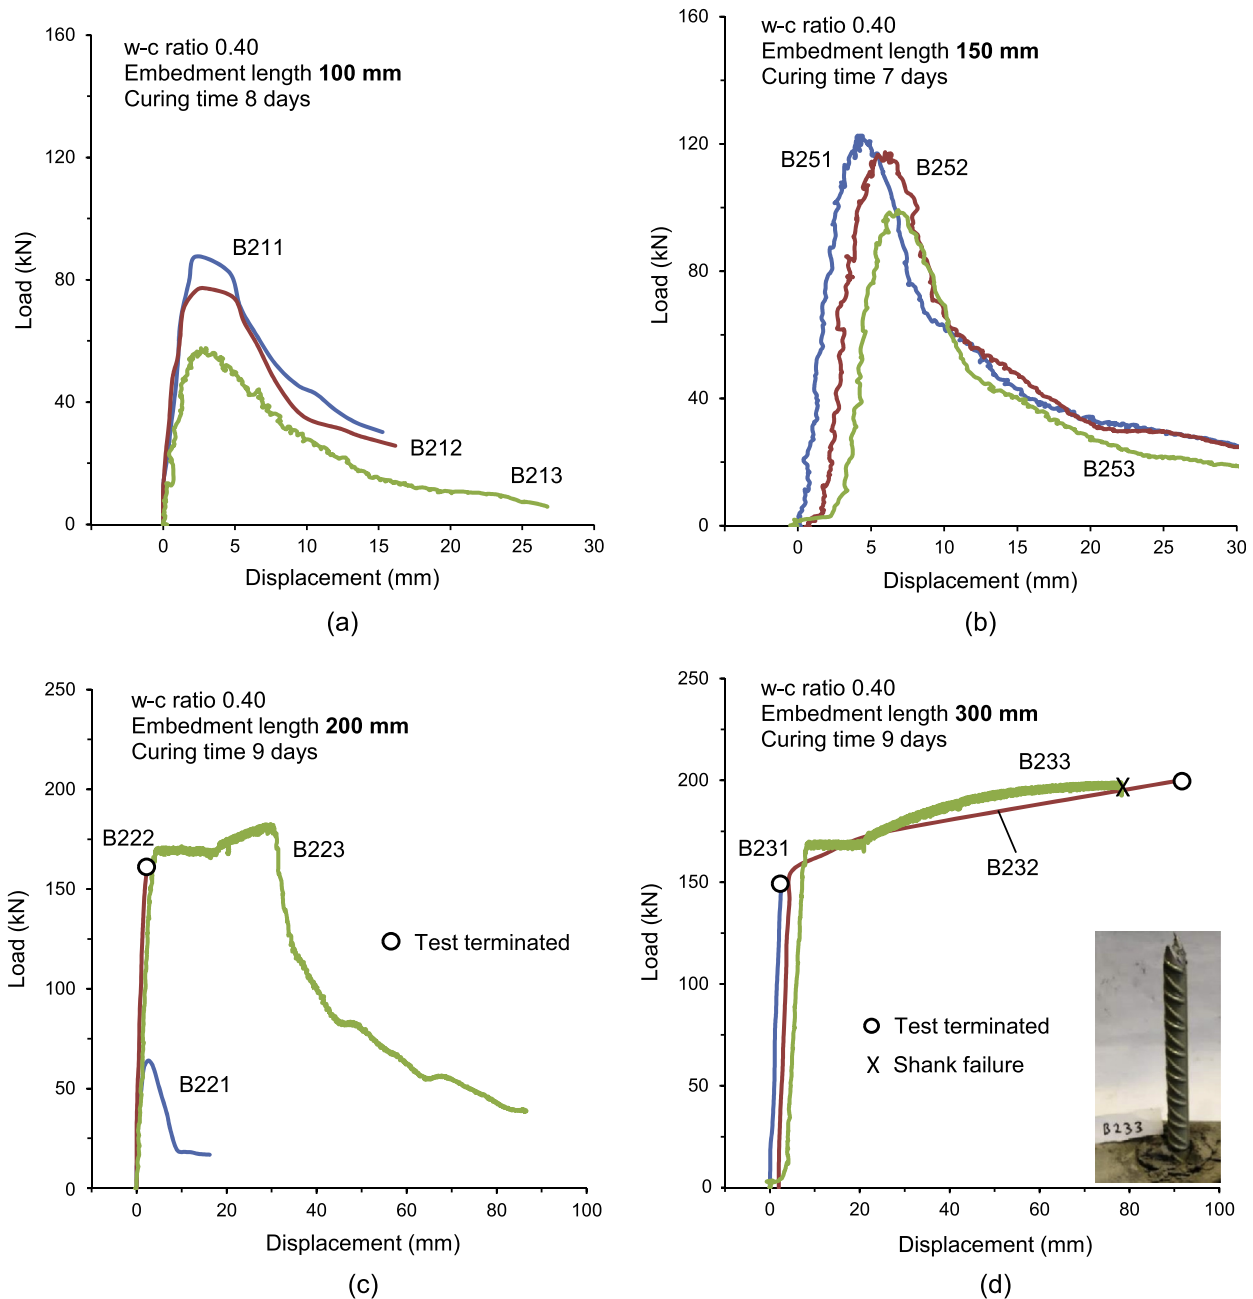 160
120
80
40
0
Load (kN)
w-c ratio 0.40
Embedment length 100 mm
Curing time 8 days
B211
B212
B213
0 5 10 15 20 25 30
Displacement (mm)
(a)
160
120
80
40
0
Load (kN)
w-c ratio 0.40
Embedment length 150 mm
Curing time 7 days
B251
B252
B253
0 5 10 15 20 25 30
Displacement (mm)
(b)
250
200
150
100
50
0
Load (kN)
w-c ratio 0.40
Embedment length 200 mm
Curing time 9 days
B222
B223
Test terminated
B221
0 20 40 60 80 100
Displacement (mm)
(c)
250
200
150
100
50
0
Load (kN)
w-c ratio 0.40
Embedment length 300 mm
Curing time 9 days
B233
B231
B232
Test terminated
X Shank failure
X
B233
0 20 40 60 80 100
Displacement (mm)
(d)